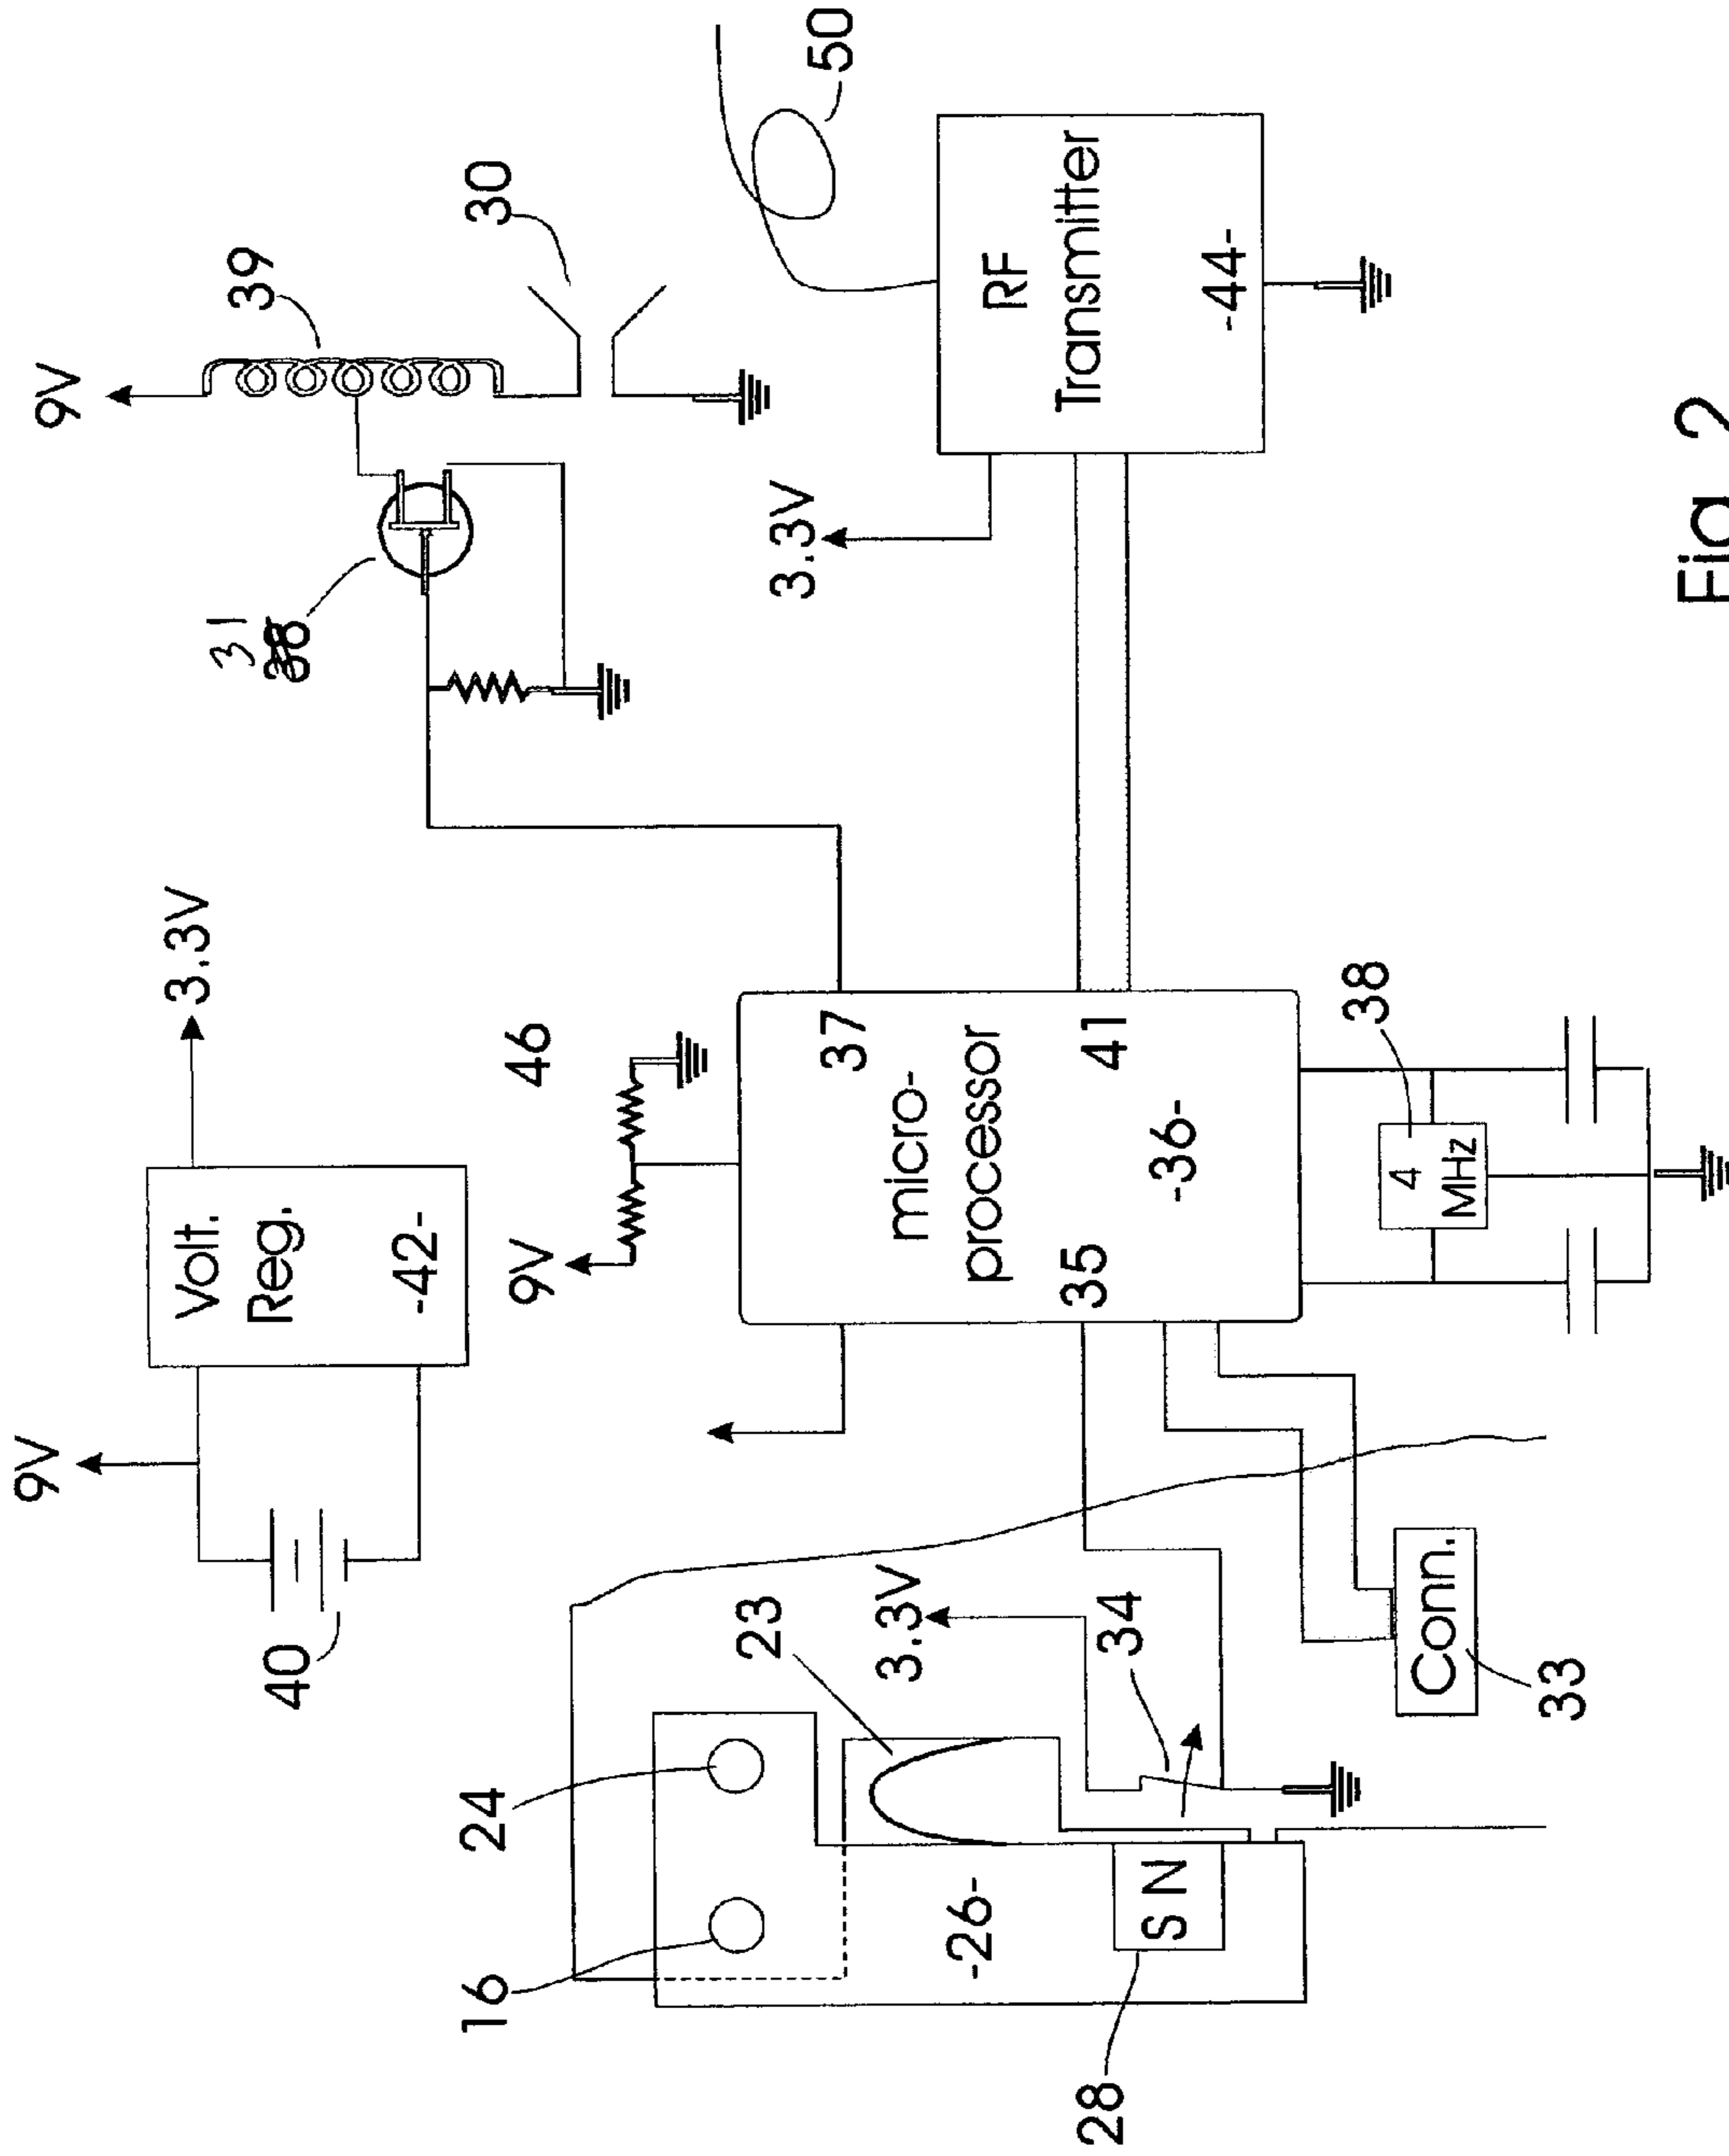 9V
40
Volt.
Reg.
-42-
3.3V
31
38
9V
39
30
16
24
23
-26-
28
S N
3.3V
34
Conn.
33
9V
46
micro-
processor
35
37
41
-36-
4
MHz
38
3.3V
RF
Transmitter
-44-
50
Fig. 2